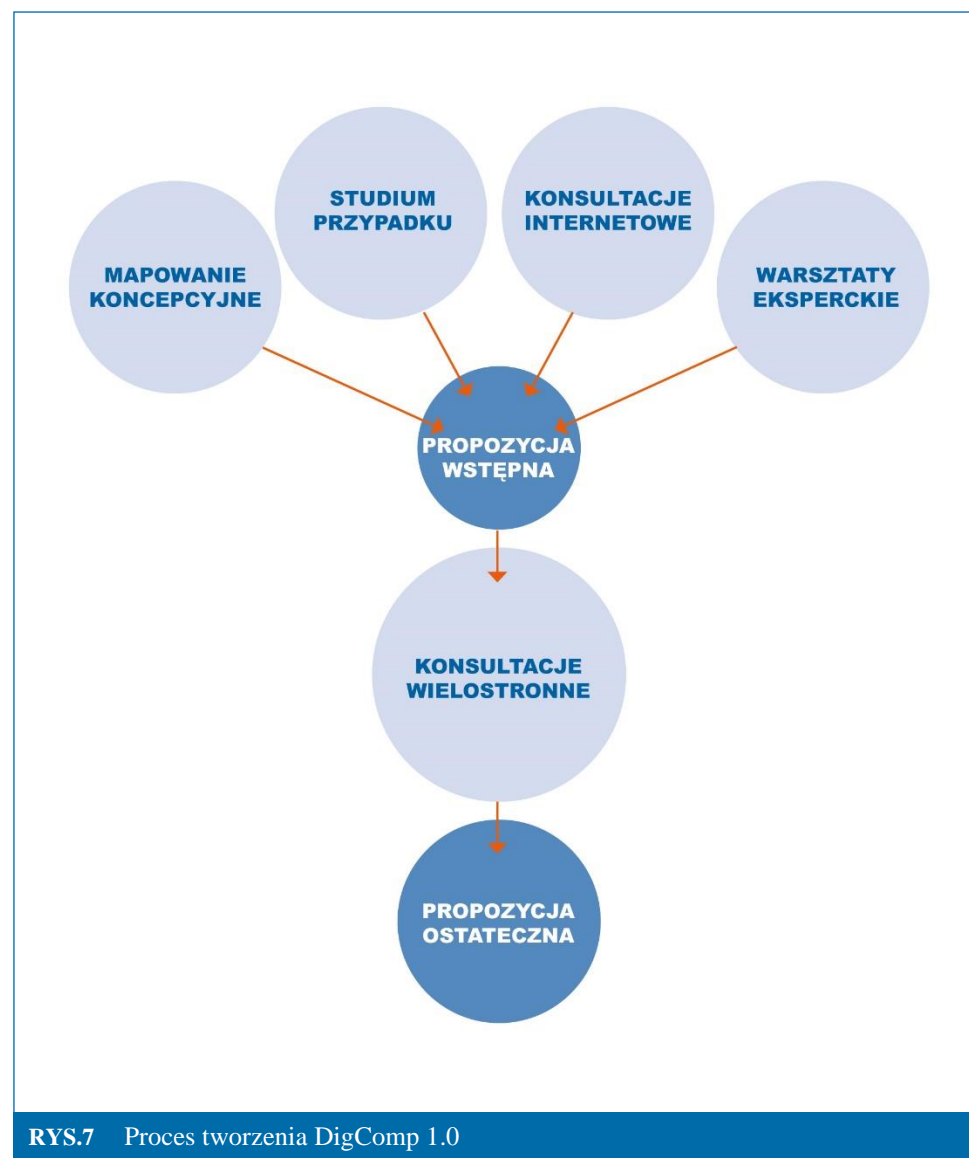 STUDIUM
PRZYPADKU
KONSULTACJE
INTERNETOWE
MAPOWANIE
KONCEPCYJNE
WARSZTATY
EKSPERCKIE
PROPOZYCJA
WSTĘPNA
KONSULTACJE
WIELOSTRONNE
PROPOZYCJA
OSTATECZNA
RYS.7 Proces tworzenia DigComp 1.0